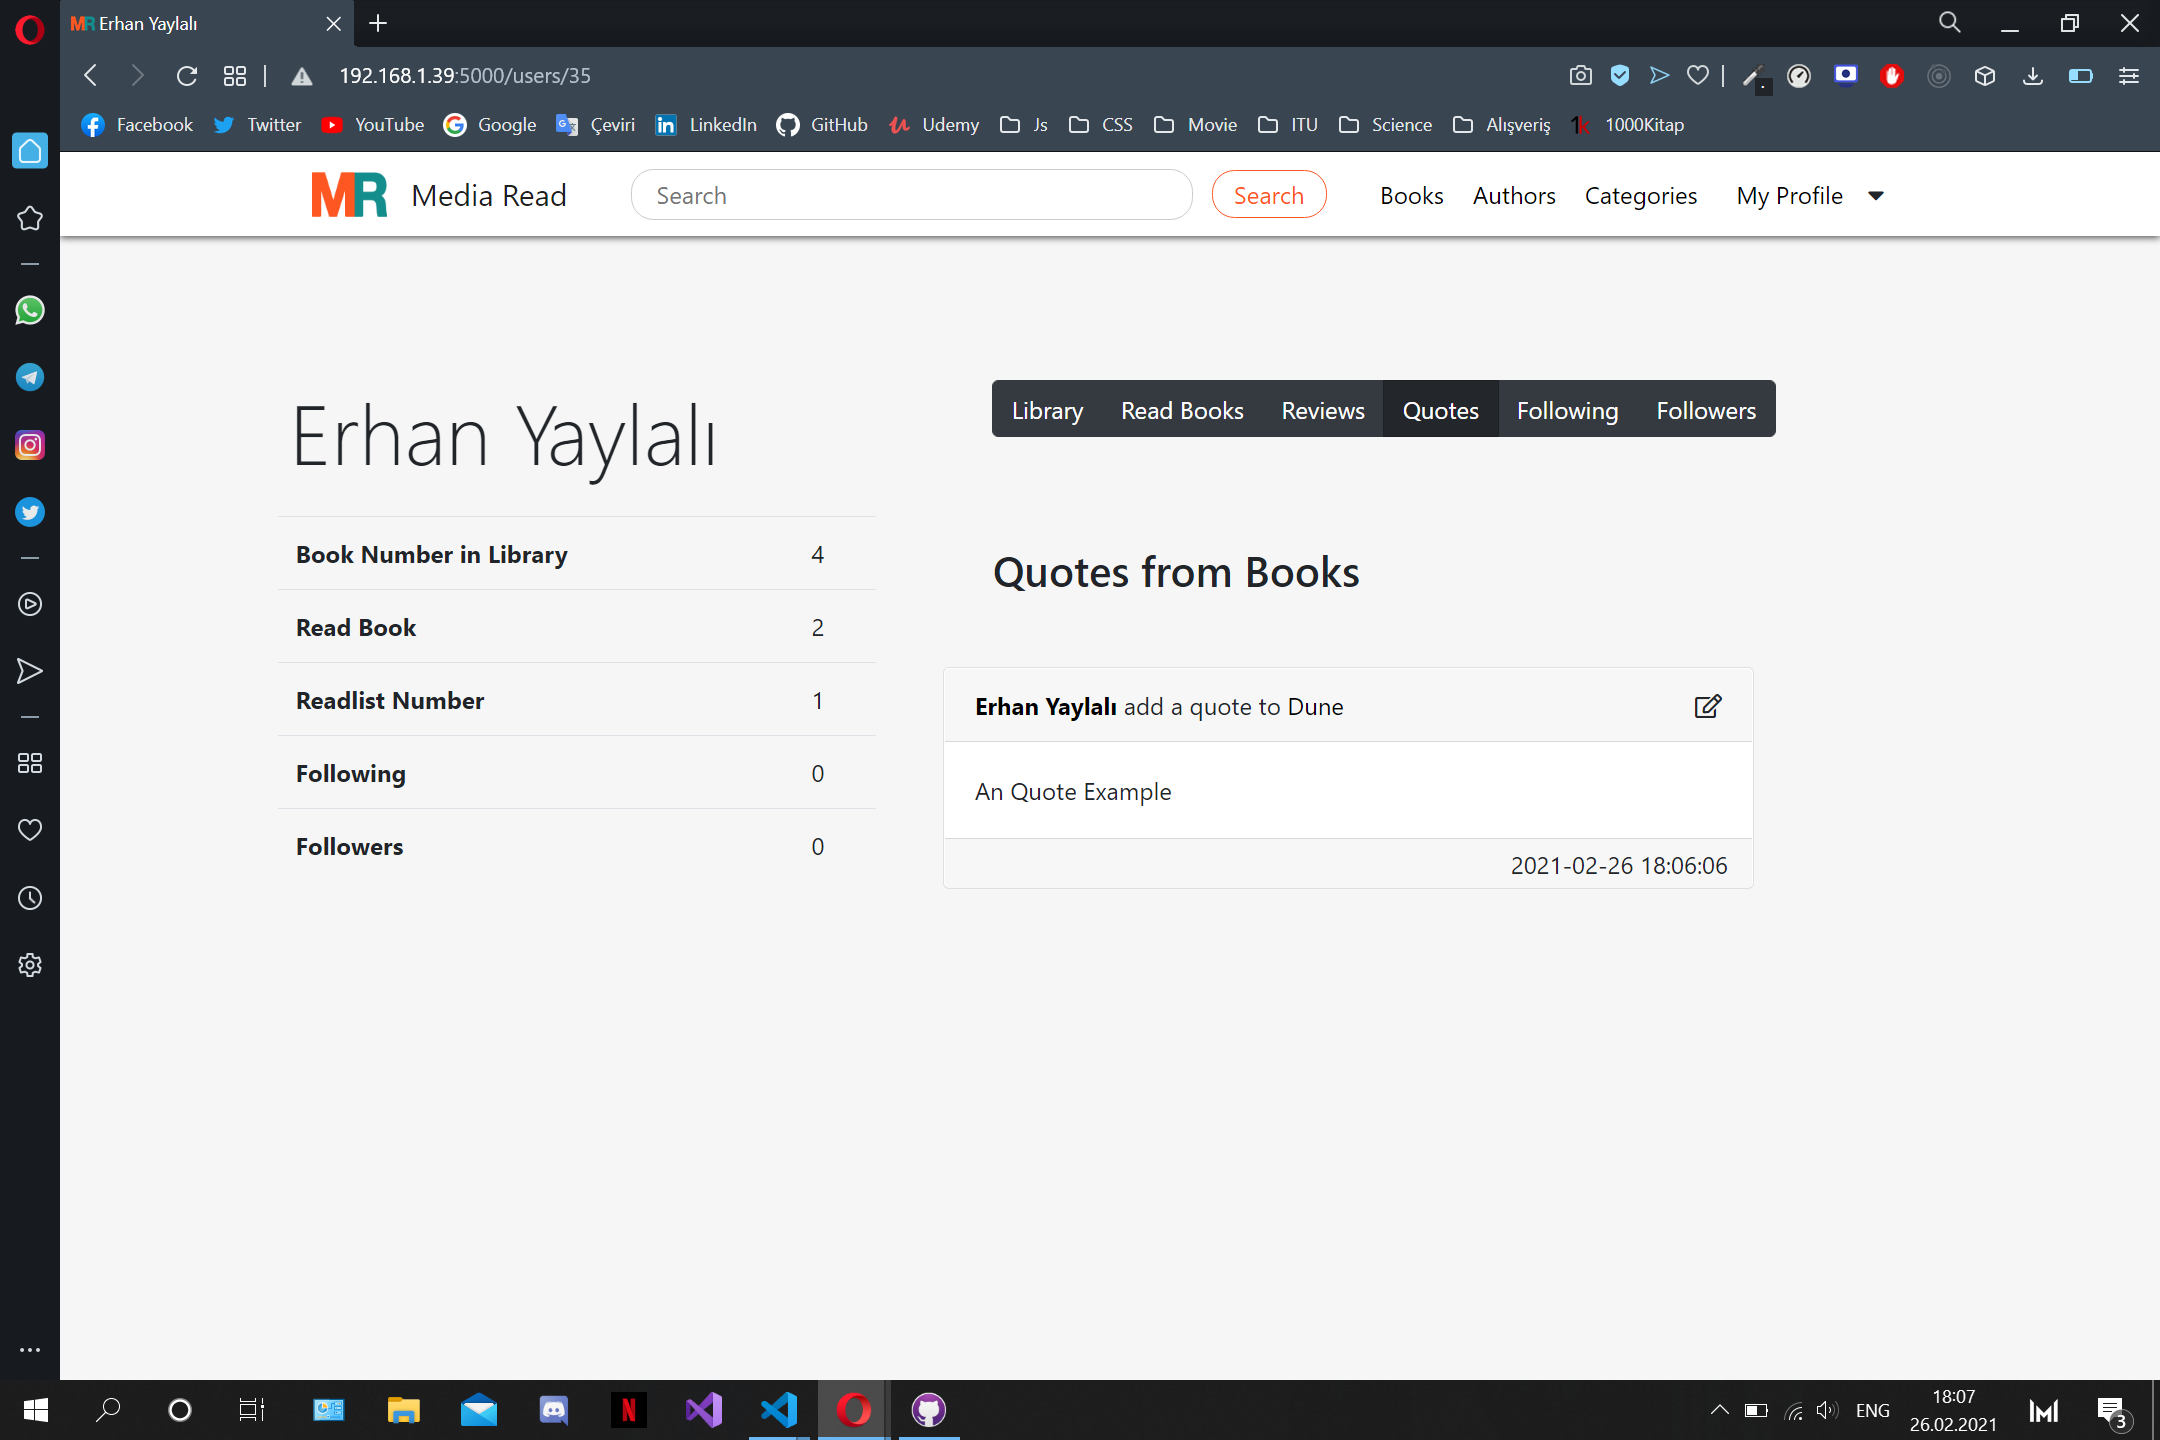 MR Erhan Yaylalı
192.168.1.39:5000/users/35
Facebook Twitter YouTube Google Çeviri LinkedIn GitHub Udemy Js CSS Movie ITU Science Alışveriş 1000Kitap
MR Media Read Search Search Books Authors Categories My Profile
Erhan Yaylalı
Book Number in Library 4
Read Book 2
Readlist Number 1
Following 0
Followers 0
Library Read Books Reviews Quotes Following Followers
Quotes from Books
Erhan Yaylalı add a quote to Dune
An Quote Example
2021-02-26 18:06:06
ENG
18:07
26.02.2021
3